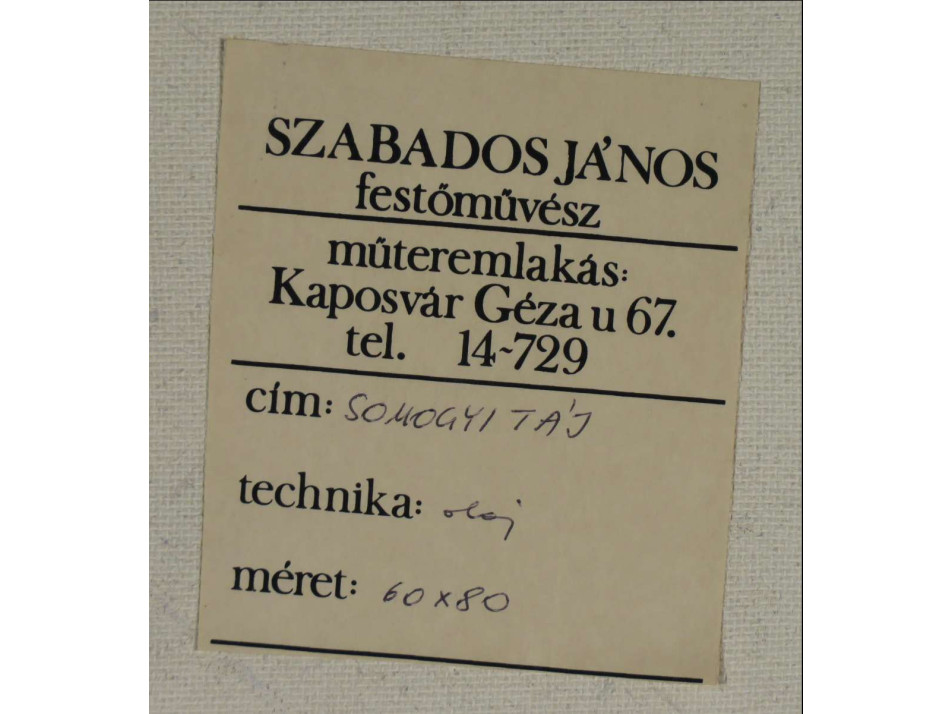 SZABADOS JÁNOS
festőművész
műteremlakás:
Kaposvár Géza u 67.
tel. 14~729
cím: SOMOGYI TÁJ
technika: olaj
méret: 60x80